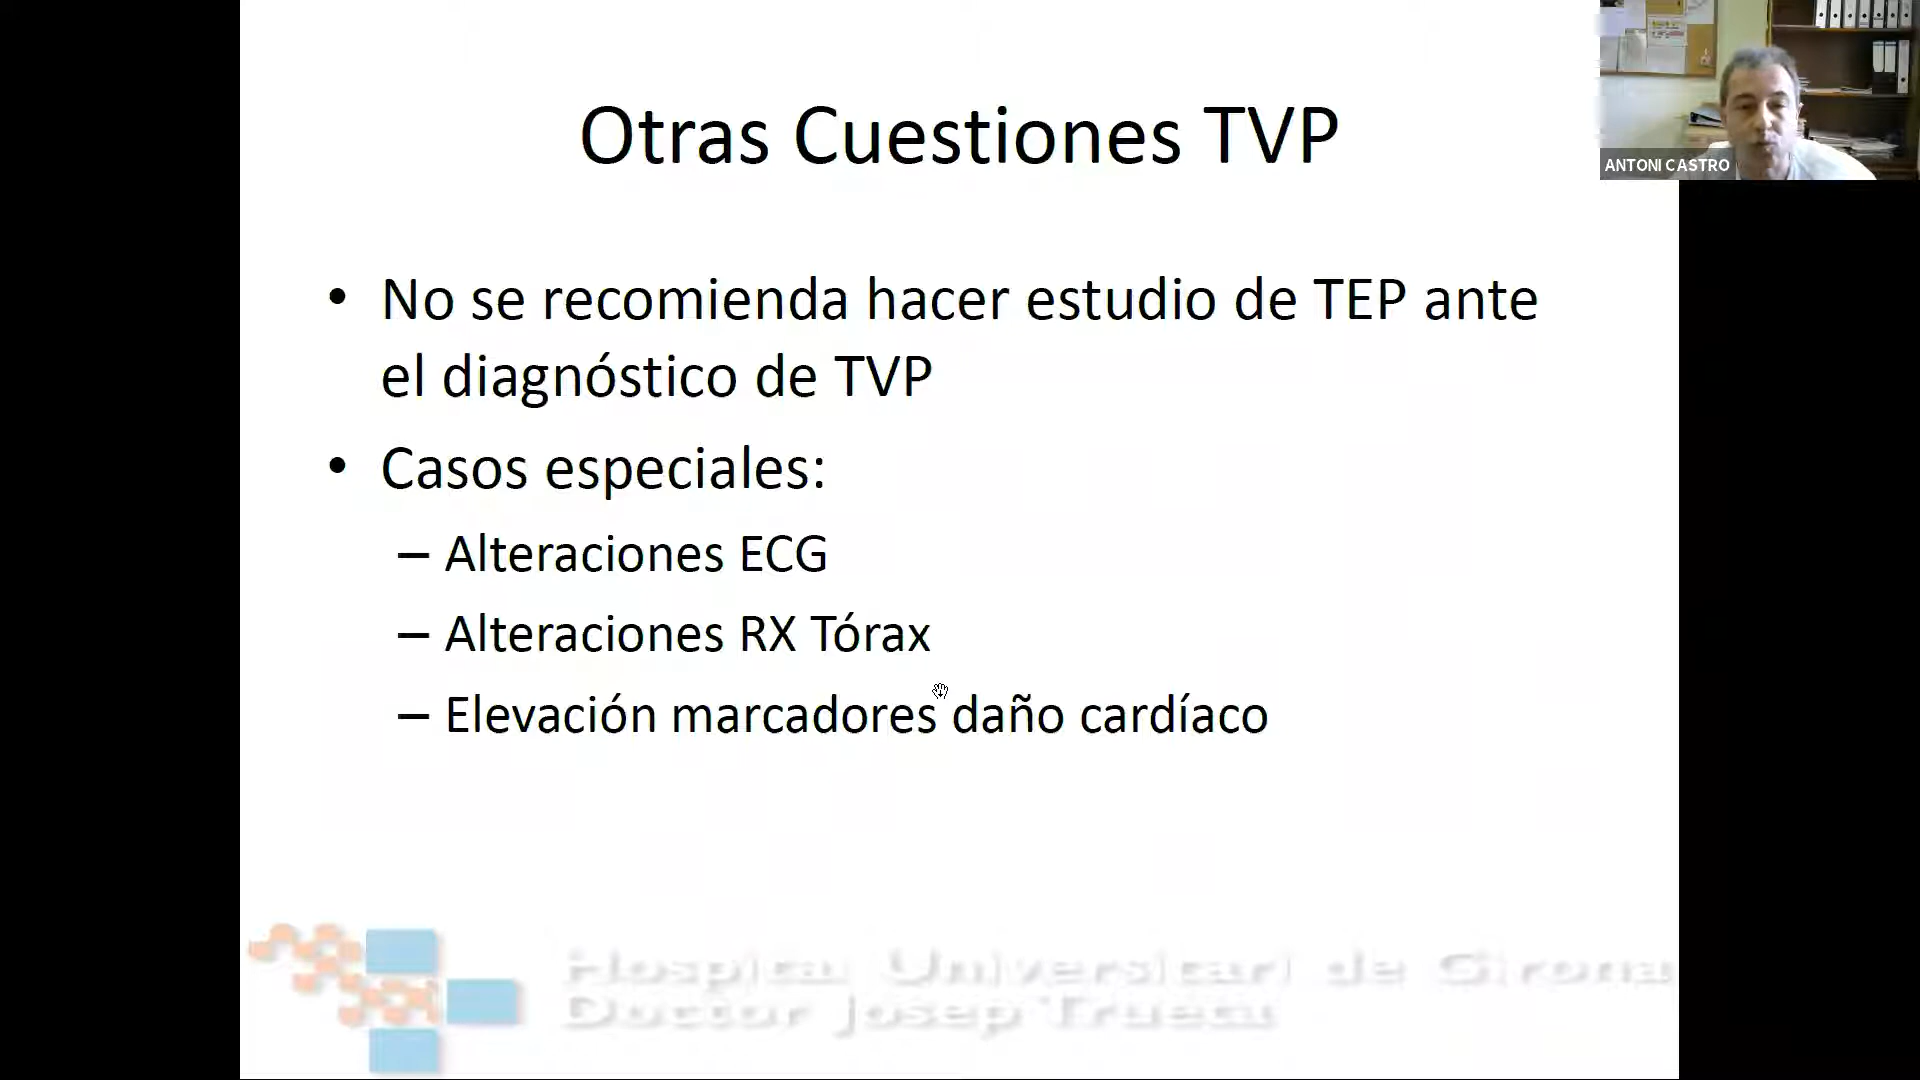 Otras Cuestiones TVP
ANTONI CASTRO
• No se recomienda hacer estudio de TEP ante
el diagnóstico de TVP
• Casos especiales:
– Alteraciones ECG
– Alteraciones RX Tórax
– Elevación marcadores daño cardíaco
Hospital Universitari de Girona
Doctor Josep Trueta